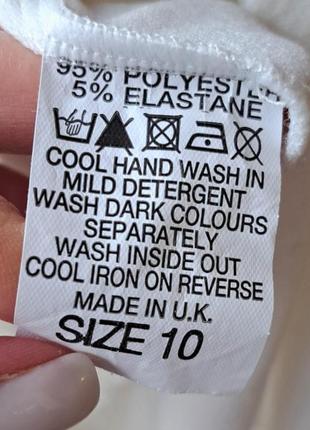 95% POLYESTER
5% ELASTANE
COOL HAND WASH IN
MILD DETERGENT
WASH DARK COLOURS
SEPARATELY
WASH INSIDE OUT
COOL IRON ON REVERSE
MADE IN U.K.
SIZE 10